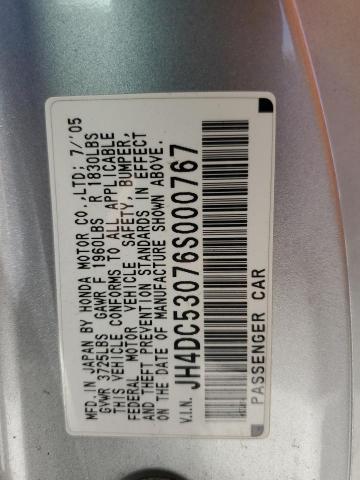 MFD. IN JAPAN BY HONDA MOTOR CO.,LTD; 7/'05
GVWR 3725LBS GAWR F 1960LBS R 1830LBS
THIS VEHICLE CONFORMS TO ALL APPLICABLE
FEDERAL MOTOR VEHICLE SAFETY, BUMPER,
AND THEFT PREVENTION STANDARDS IN EFFECT
ON THE DATE OF MANUFACTURE SHOWN ABOVE.
V.I.N. JH4DC53076S000767
PASSENGER CAR